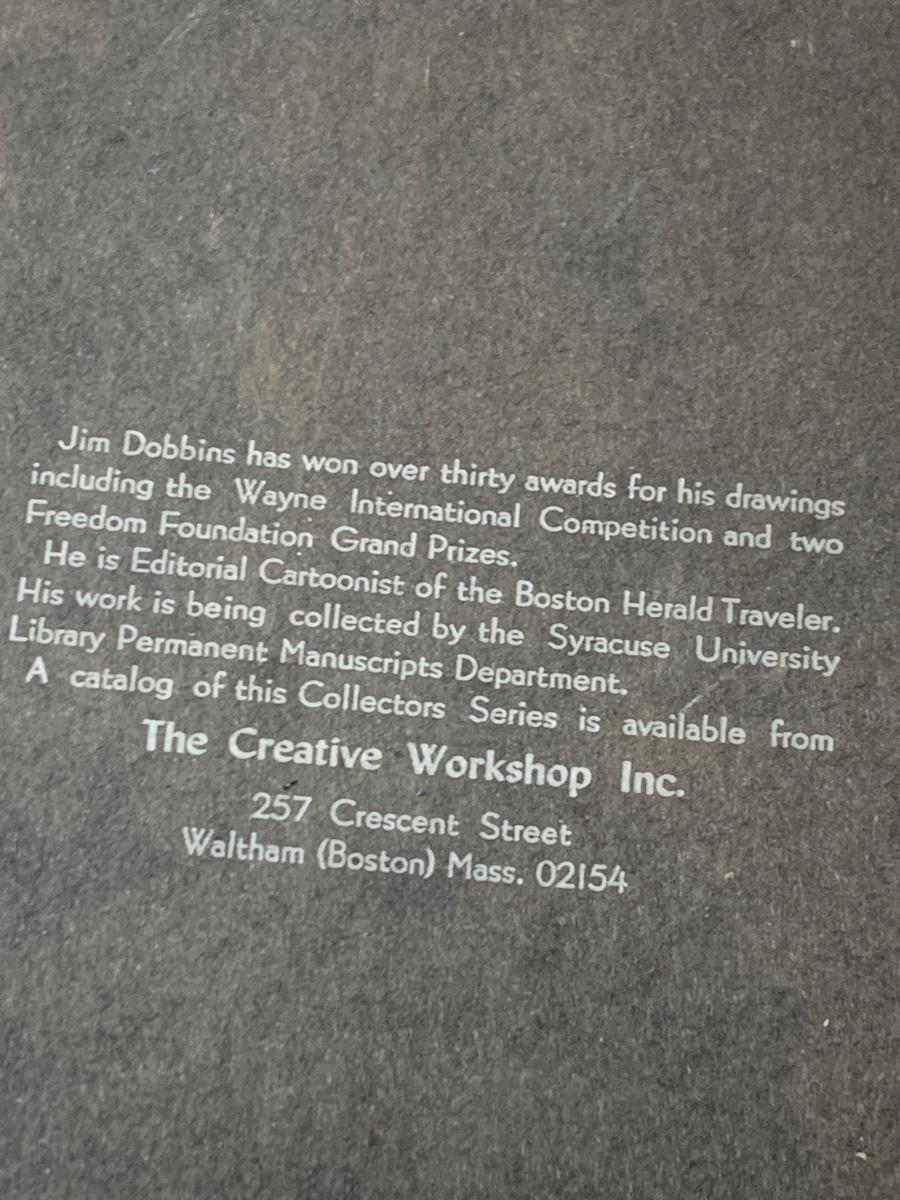 Jim Dobbins has won over thirty awards for his drawings
including the Wayne International Competition and two
Freedom Foundation Grand Prizes.
He is Editorial Cartoonist of the Boston Herald Traveler.
His work is being collected by the Syracuse University
Library Permanent Manuscripts Department.
A catalog of this Collectors Series is available from
The Creative Workshop Inc.
257 Crescent Street
Waltham (Boston) Mass. 02154